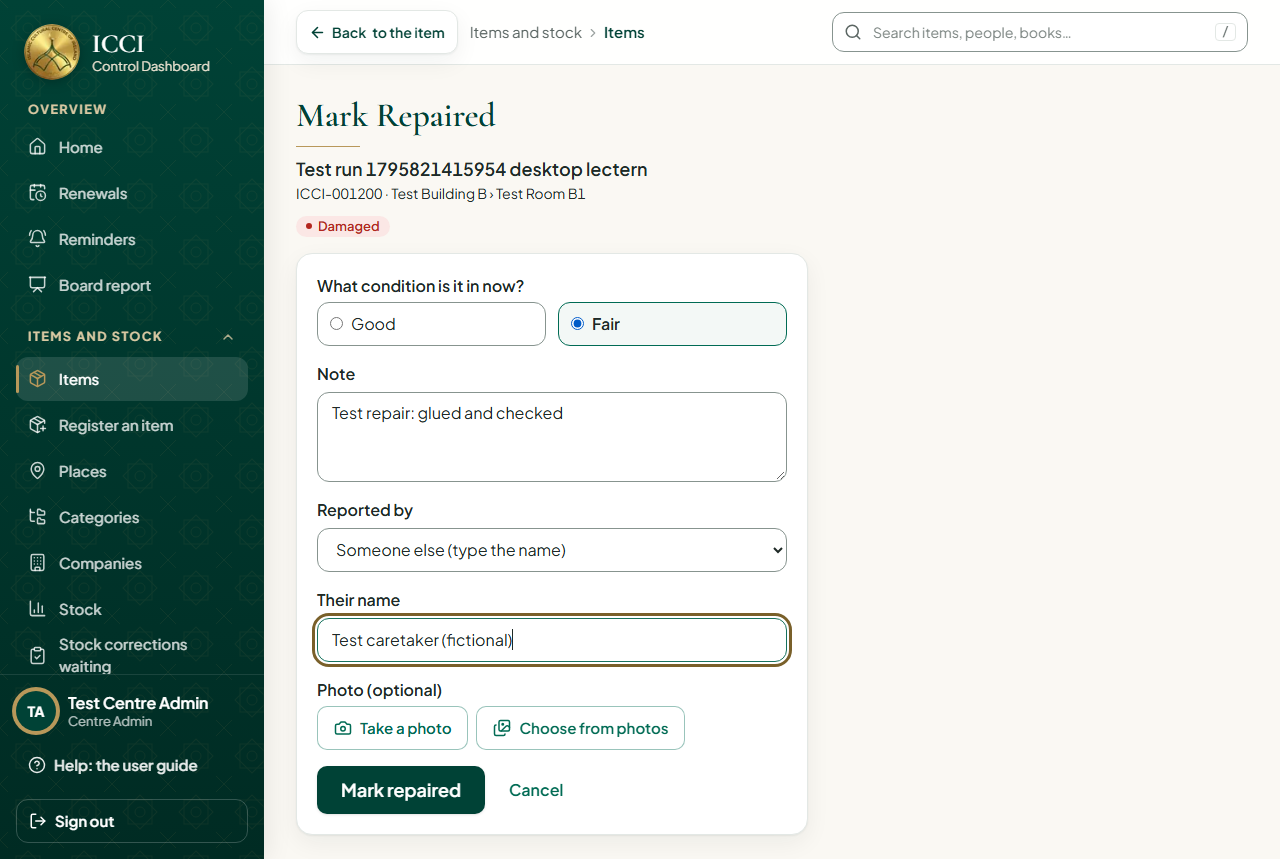 ICCI
Control Dashboard
OVERVIEW
Home
Renewals
Reminders
Board report
ITEMS AND STOCK
Items
Register an item
Places
Categories
Companies
Stock
Stock corrections
waiting
TA
Test Centre Admin
Centre Admin
Help: the user guide
Sign out
Back to the item
Items and stock › Items
Search items, people, books…
/
Mark Repaired
Test run 1795821415954 desktop lectern
ICCI-001200 · Test Building B › Test Room B1
Damaged
What condition is it in now?
Good
Fair
Note
Test repair: glued and checked
Reported by
Someone else (type the name)
Their name
Test caretaker (fictional)
Photo (optional)
Take a photo
Choose from photos
Mark repaired
Cancel